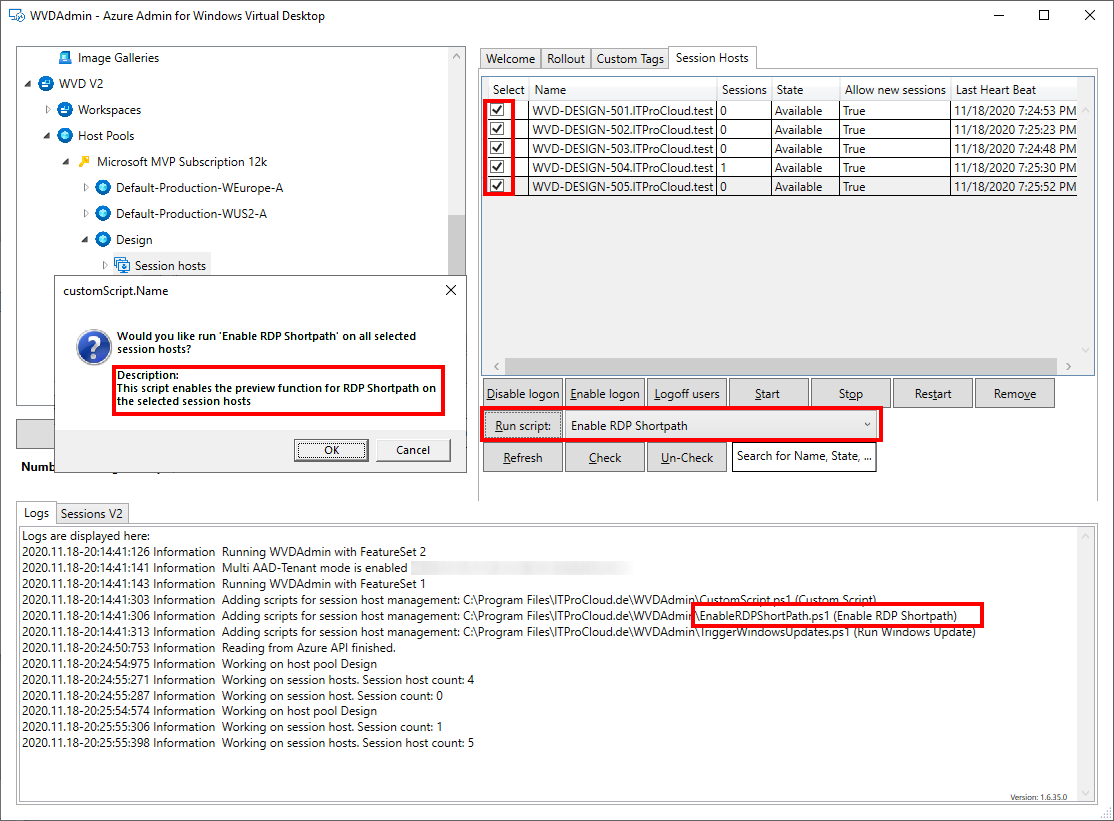 WVDAdmin - Azure Admin for Windows Virtual Desktop
Image Galleries
WVD V2
Workspaces
Host Pools
Microsoft MVP Subscription 12k
Default-Production-WEurope-A
Default-Production-WUS2-A
Design
Session hosts
customScript.Name
Would you like run 'Enable RDP Shortpath' on all selected
session hosts?
Description:
This script enables the preview function for RDP Shortpath on
the selected session hosts
OK Cancel
Welcome Rollout Custom Tags Session Hosts
Select Name Sessions State Allow new sessions Last Heart Beat
WVD-DESIGN-501.ITProCloud.test 0 Available True 11/18/2020 7:24:53 PM
WVD-DESIGN-502.ITProCloud.test 0 Available True 11/18/2020 7:25:23 PM
WVD-DESIGN-503.ITProCloud.test 0 Available True 11/18/2020 7:24:48 PM
WVD-DESIGN-504.ITProCloud.test 1 Available True 11/18/2020 7:25:30 PM
WVD-DESIGN-505.ITProCloud.test 0 Available True 11/18/2020 7:25:52 PM
Disable logon Enable logon Logoff users Start Stop Restart Remove
Run script: Enable RDP Shortpath
Refresh Check Un-Check Search for Name, State, ...
Logs Sessions V2
Logs are displayed here:
2020.11.18-20:14:41:126 Information Running WVDAdmin with FeatureSet 2
2020.11.18-20:14:41:141 Information Multi AAD-Tenant mode is enabled
2020.11.18-20:14:41:143 Information Running WVDAdmin with FeatureSet 1
2020.11.18-20:14:41:303 Information Adding scripts for session host management: C:\Program Files\ITProCloud.de\WVDAdmin\CustomScript.ps1 (Custom Script)
2020.11.18-20:14:41:306 Information Adding scripts for session host management: C:\Program Files\ITProCloud.de\WVDAdmin\EnableRDPShortPath.ps1 (Enable RDP Shortpath)
2020.11.18-20:14:41:313 Information Adding scripts for session host management: C:\Program Files\ITProCloud.de\WVDAdmin\TriggerWindowsUpdates.ps1 (Run Windows Update)
2020.11.18-20:24:50:753 Information Reading from Azure API finished.
2020.11.18-20:24:54:975 Information Working on host pool Design
2020.11.18-20:24:55:271 Information Working on session hosts. Session host count: 4
2020.11.18-20:24:55:287 Information Working on session host. Session count: 0
2020.11.18-20:25:54:574 Information Working on host pool Design
2020.11.18-20:25:55:306 Information Working on session host. Session count: 1
2020.11.18-20:25:55:398 Information Working on session hosts. Session host count: 5
Version: 1.6.35.0